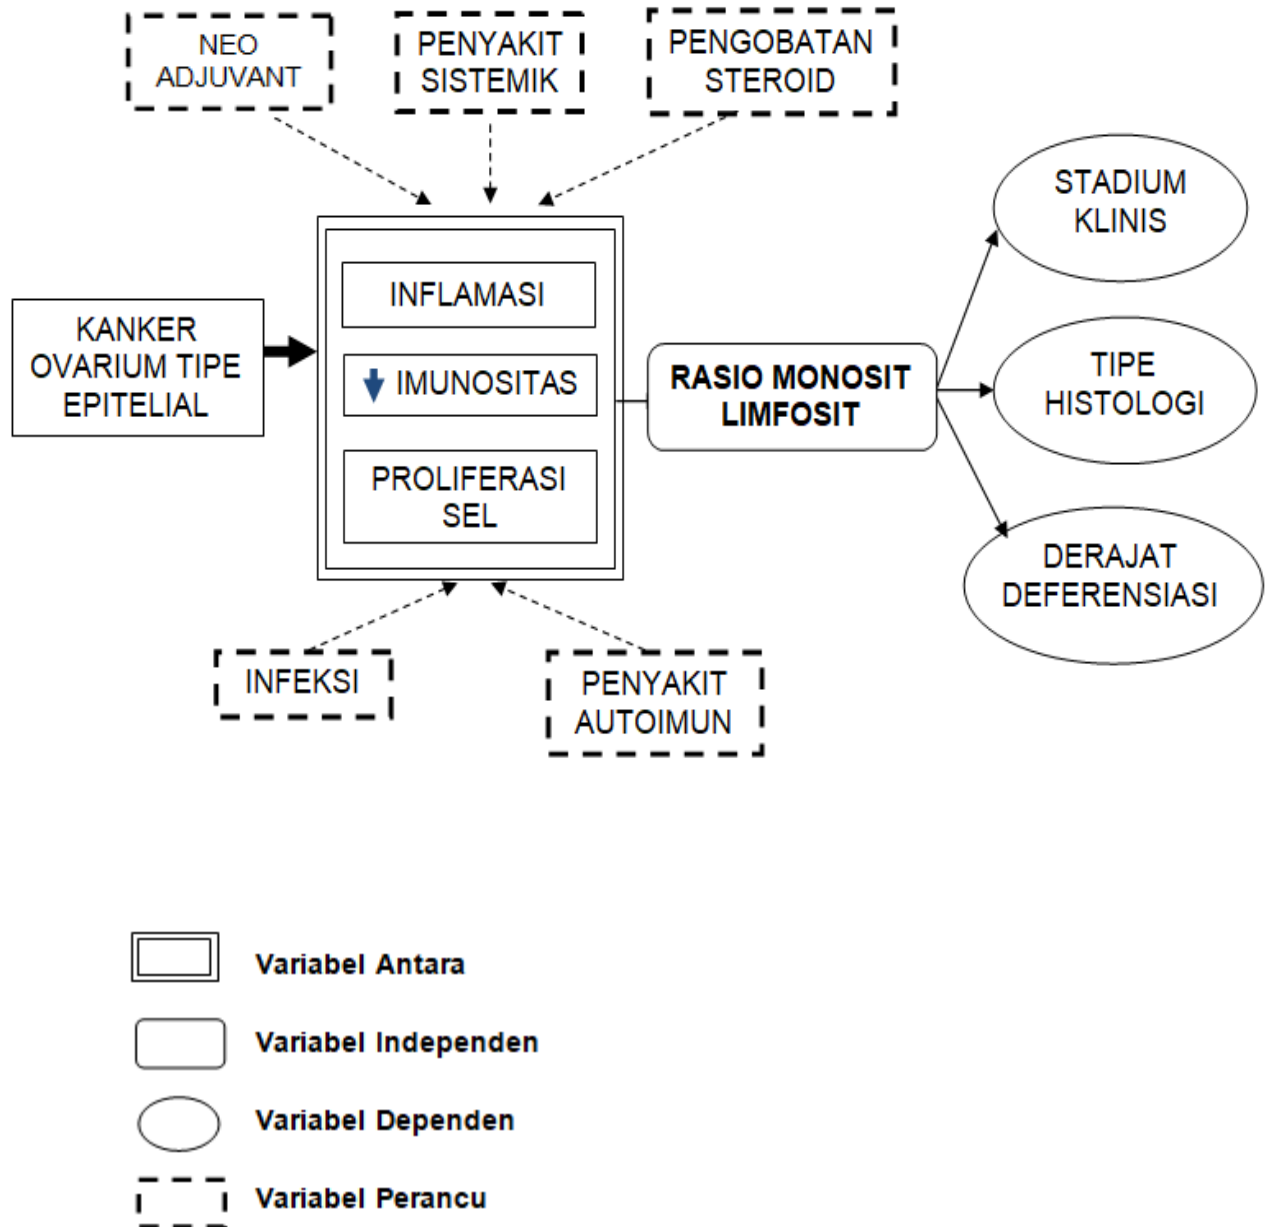 NEO
ADJUVANT
PENYAKIT
SISTEMIK
PENGOBATAN
STEROID
STADIUM
KLINIS
KANKER
OVARIUM TIPE
EPITELIAL
INFLAMASI
IMUNOSITAS
PROLIFERASI
SEL
RASIO MONOSIT
LIMFOSIT
TIPE
HISTOLOGI
DERAJAT
DEFERENSIASI
INFEKSI
PENYAKIT
AUTOIMUN
Variabel Antara
Variabel Independen
Variabel Dependen
Variabel Perancu